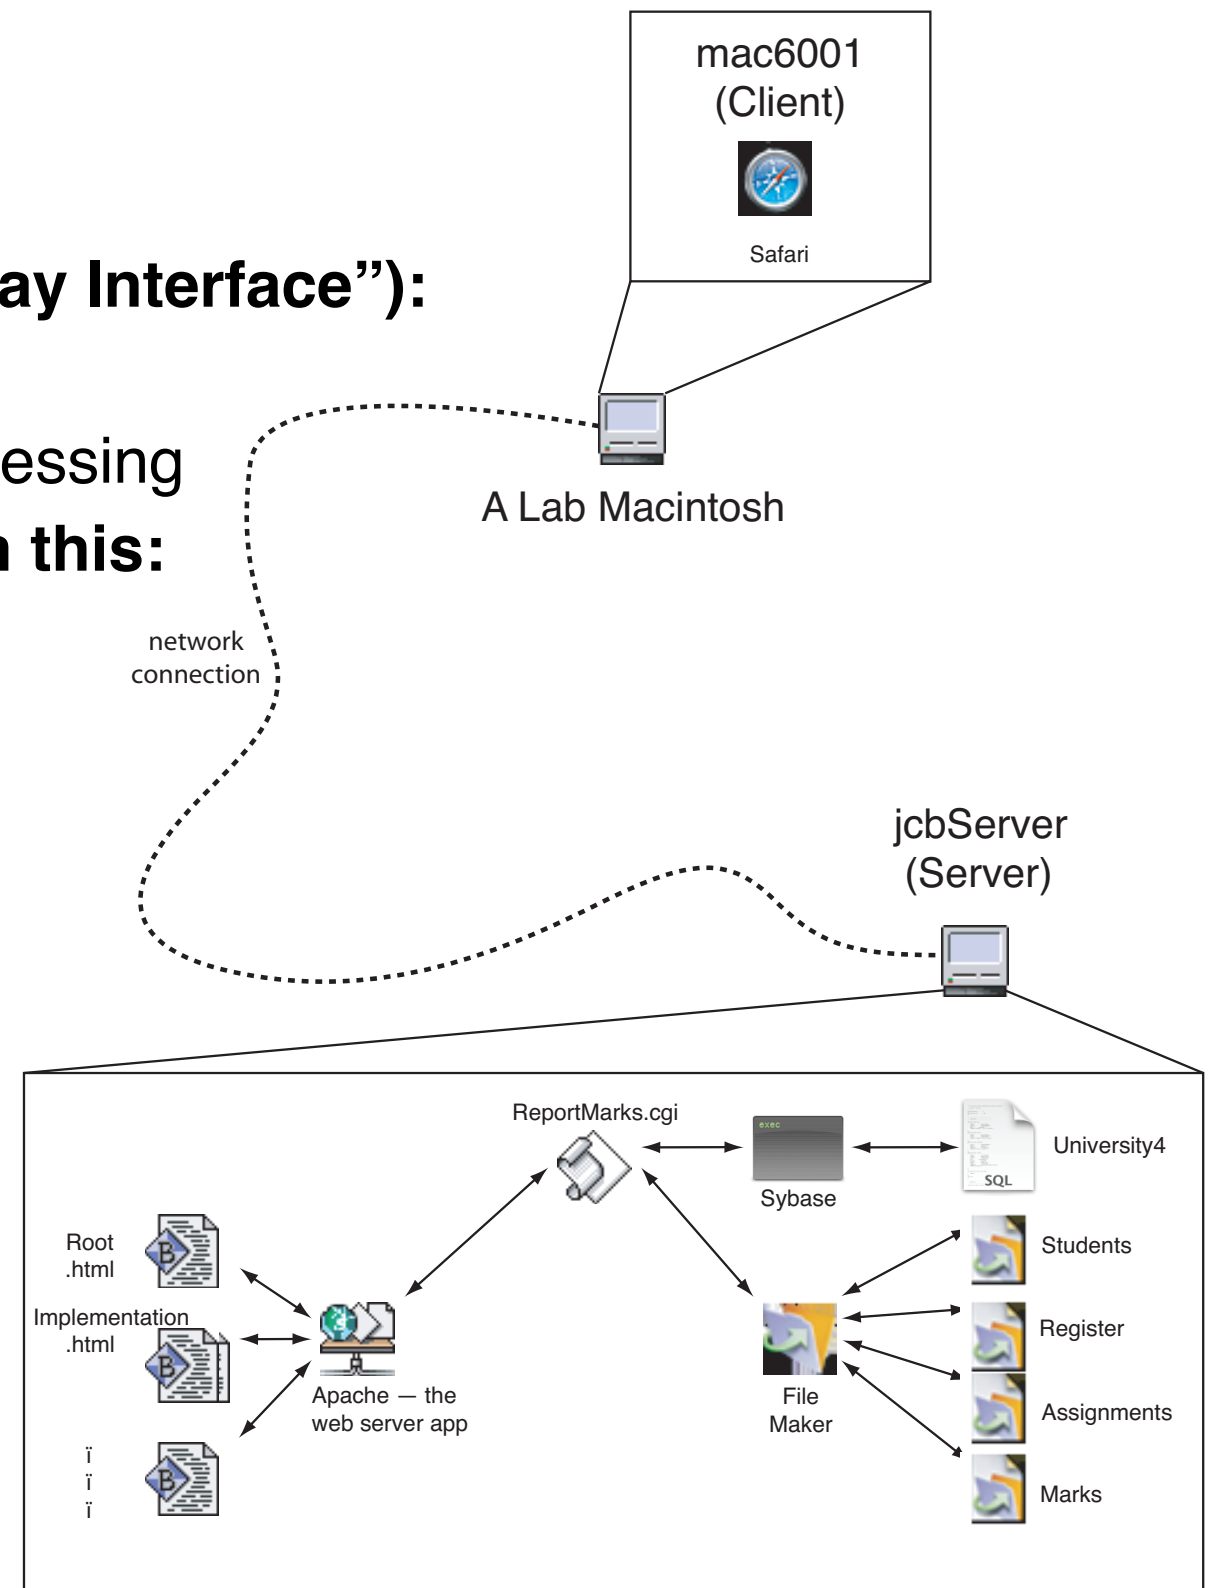 mac6001
(Client)
Safari
ay Interface”):
essing
n this:
A Lab Macintosh
network
connection
jcbServer
(Server)
ReportMarks.cgi
exec
Sybase
SQL
University4
Root
.html
Students
Implementation
.html
Register
Apache — the
web server app
File
Maker
Assignments
ï
ï
ï
Marks